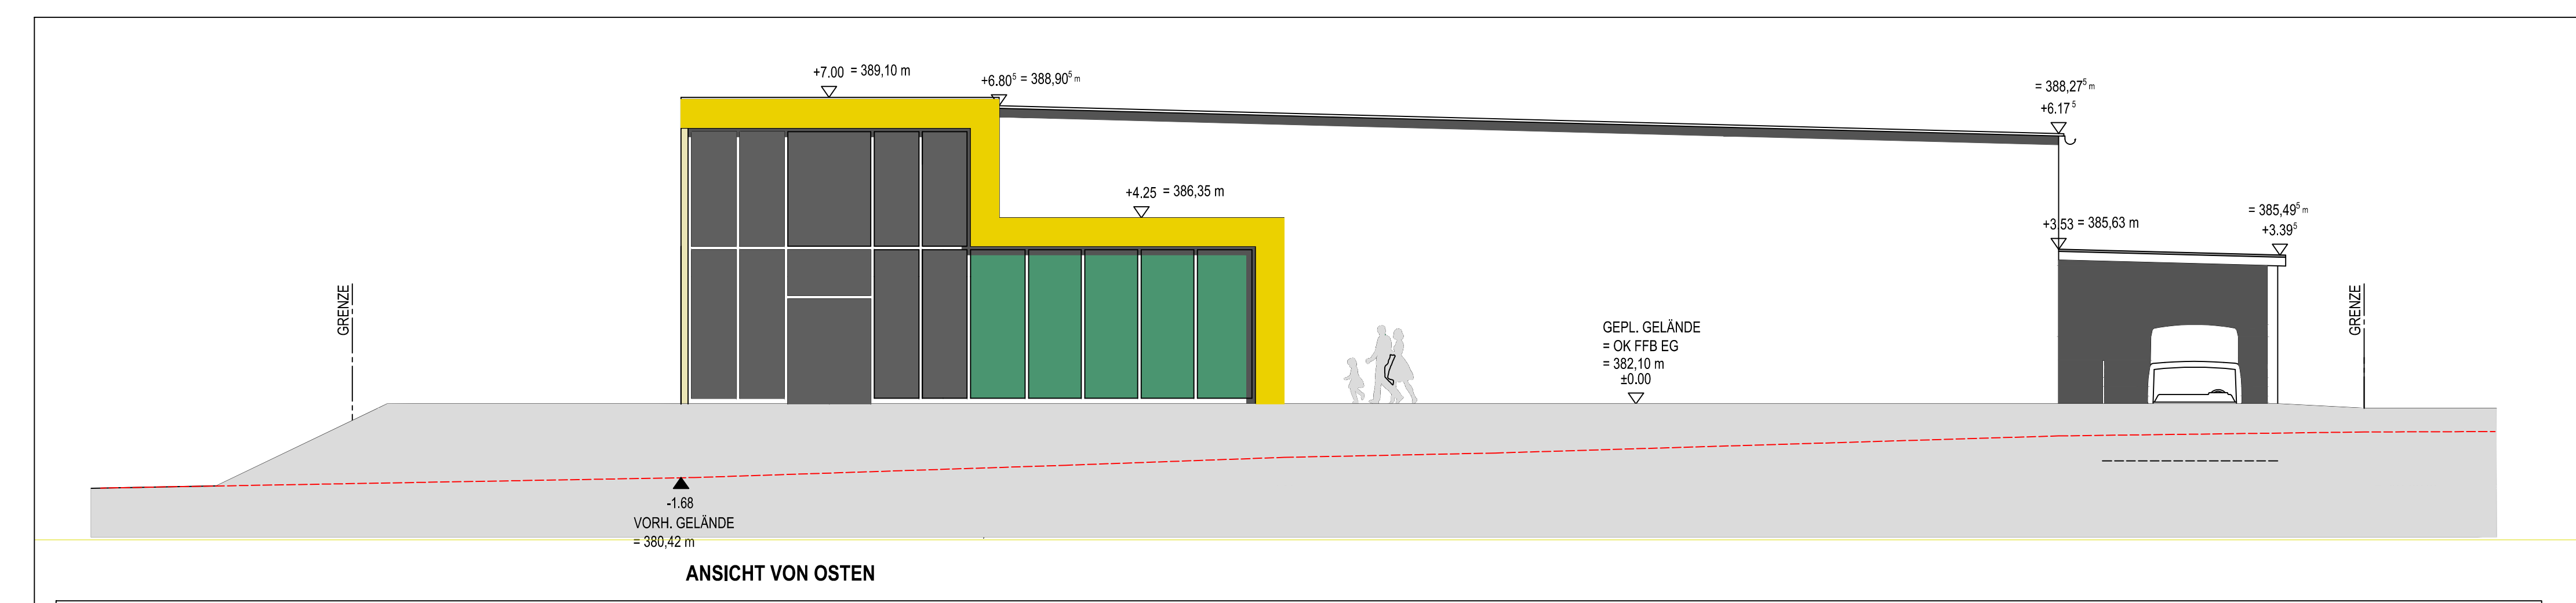 +7.00 = 389,10 m
+6.80⁵ = 388,90⁵ m
= 388,27⁵ m
+6.17⁵
+4.25 = 386,35 m
+3.53 = 385,63 m
= 385,49⁵ m
+3.39⁵
GRENZE
GEPL. GELÄNDE
= OK FFB EG
= 382,10 m
±0.00
GRENZE
-1.68
VORH. GELÄNDE
= 380,42 m
ANSICHT VON OSTEN